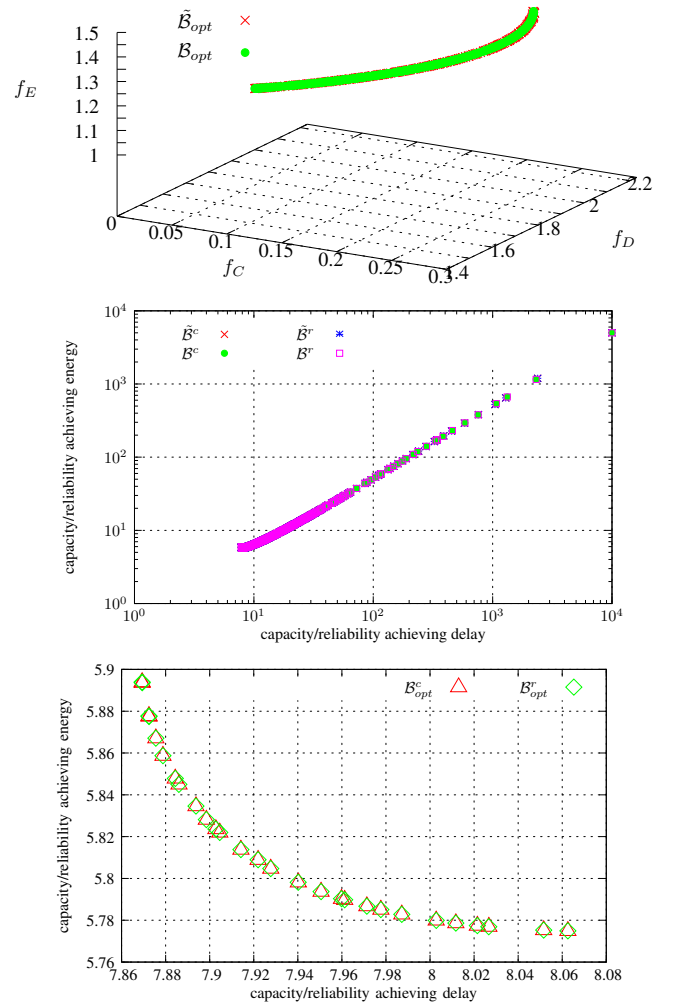 B̃_opt
B_opt
f_E
1.5
1.4
1.3
1.2
1.1
1
0
0.05
0.1
0.15
0.2
0.25
0.3
f_C
1.4
1.6
1.8
2
2.2
f_D
capacity/reliability achieving energy
10^4
10^3
10^2
10^1
10^0
B̃^c
B^c
B̃^r
B^r
10^0 10^1 10^2 10^3 10^4
capacity/reliability achieving delay
capacity/reliability achieving energy
5.9
5.88
5.86
5.84
5.82
5.8
5.78
5.76
B^c_opt B^r_opt
7.86 7.88 7.9 7.92 7.94 7.96 7.98 8 8.02 8.04 8.06 8.08
capacity/reliability achieving delay